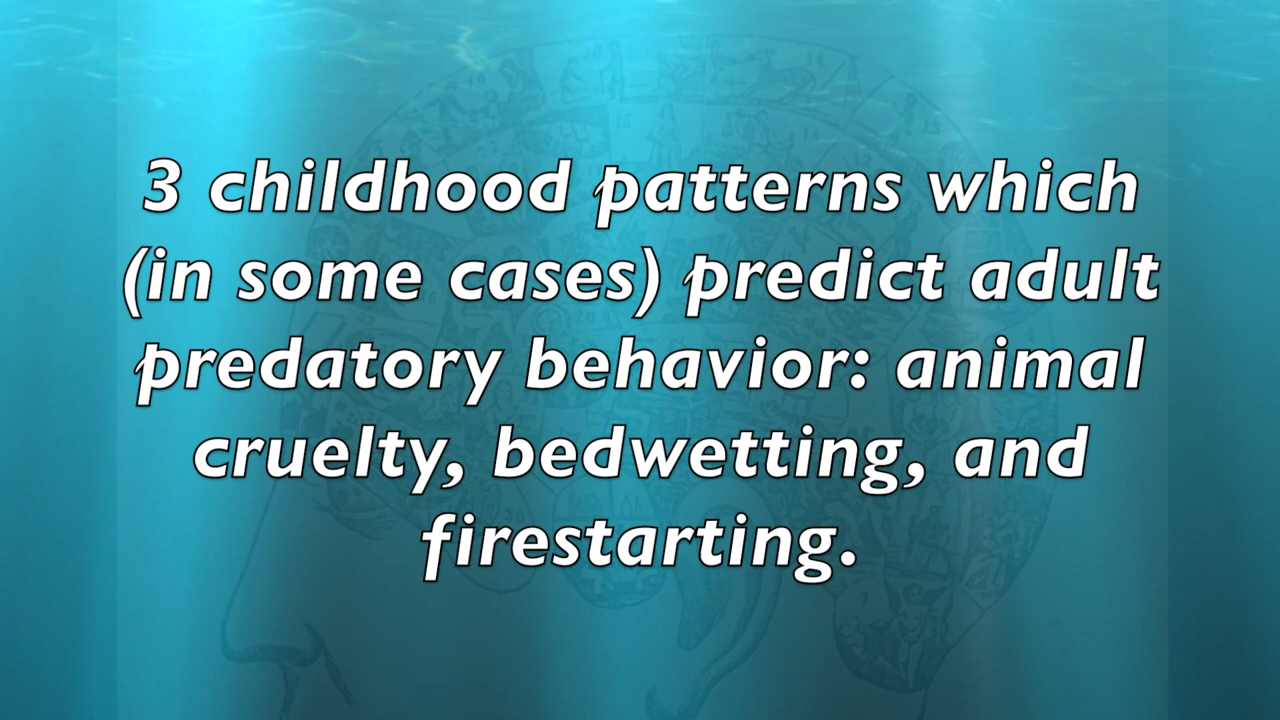 3 childhood patterns which
(in some cases) predict adult
predatory behavior: animal
cruelty, bedwetting, and
firestarting.